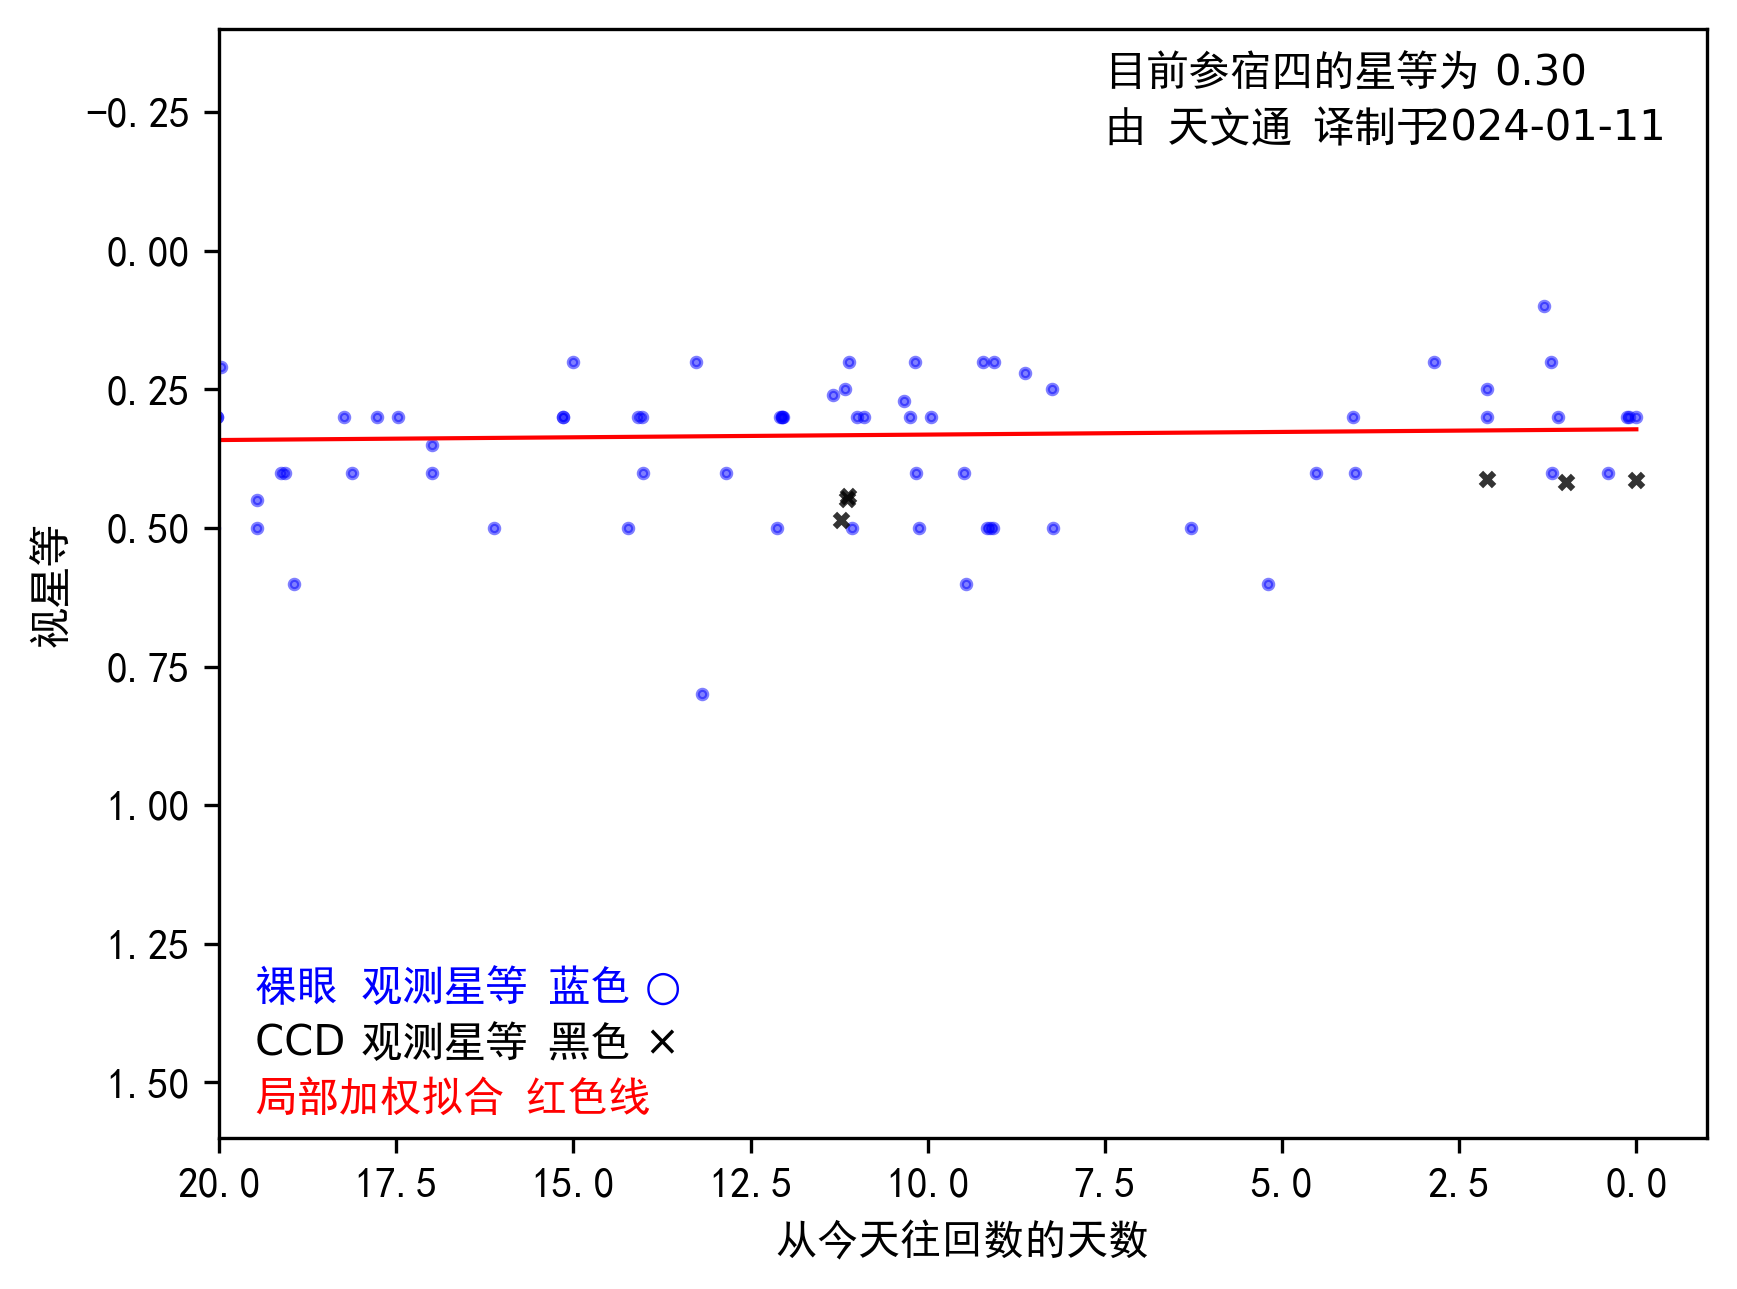 目前参宿四的星等为 0.30
由 天文通 译制于2024-01-11
−0.25
0.00
0.25
0.50
0.75
1.00
1.25
1.50
视星等
裸眼 观测星等 蓝色 ○
CCD 观测星等 黑色 ×
局部加权拟合 红色线
20.0 17.5 15.0 12.5 10.0 7.5 5.0 2.5 0.0
从今天往回数的天数